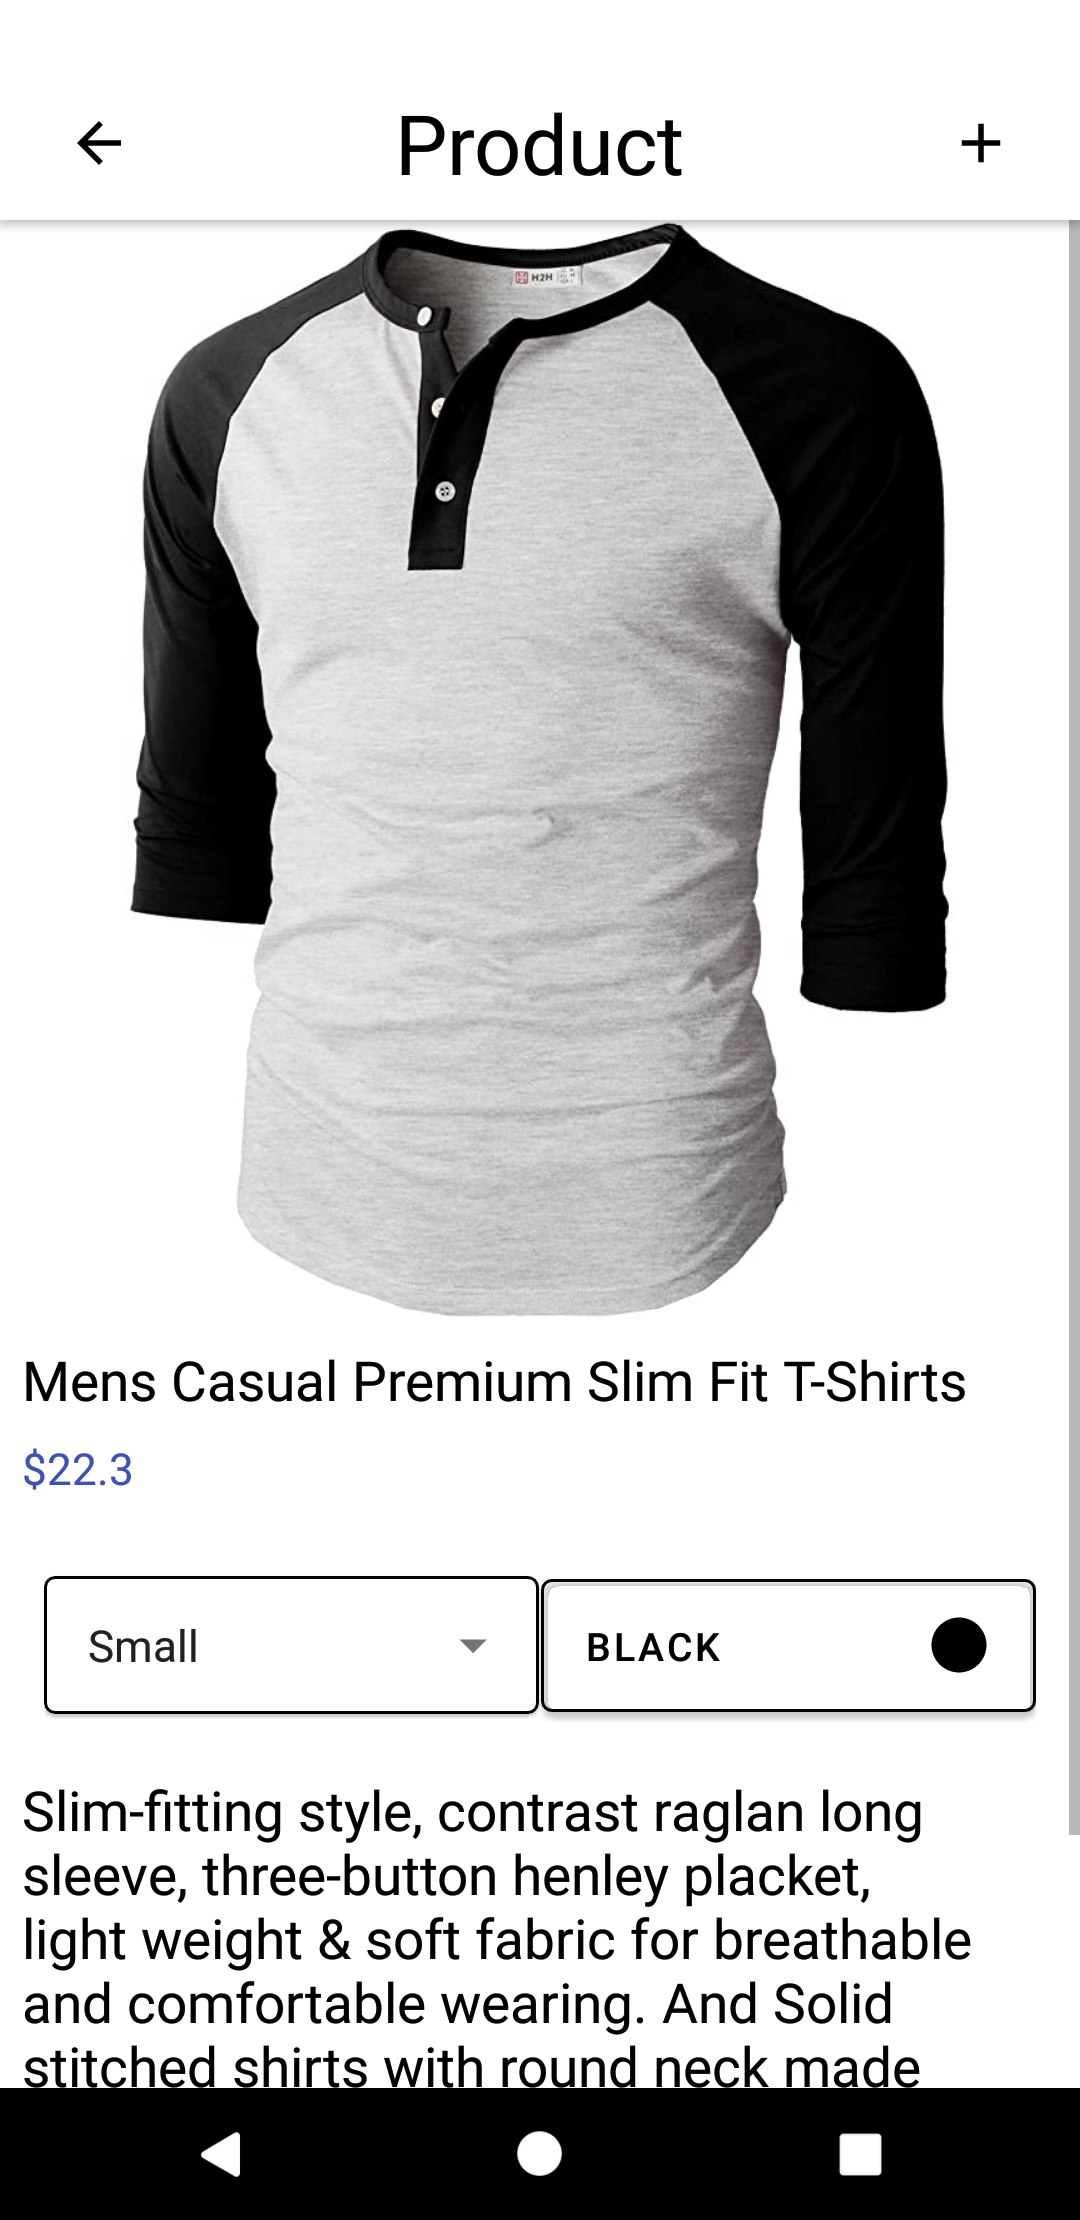 Product
H2H
Mens Casual Premium Slim Fit T-Shirts
$22.3
Small
BLACK
Slim-fitting style, contrast raglan long
sleeve, three-button henley placket,
light weight & soft fabric for breathable
and comfortable wearing. And Solid
stitched shirts with round neck made